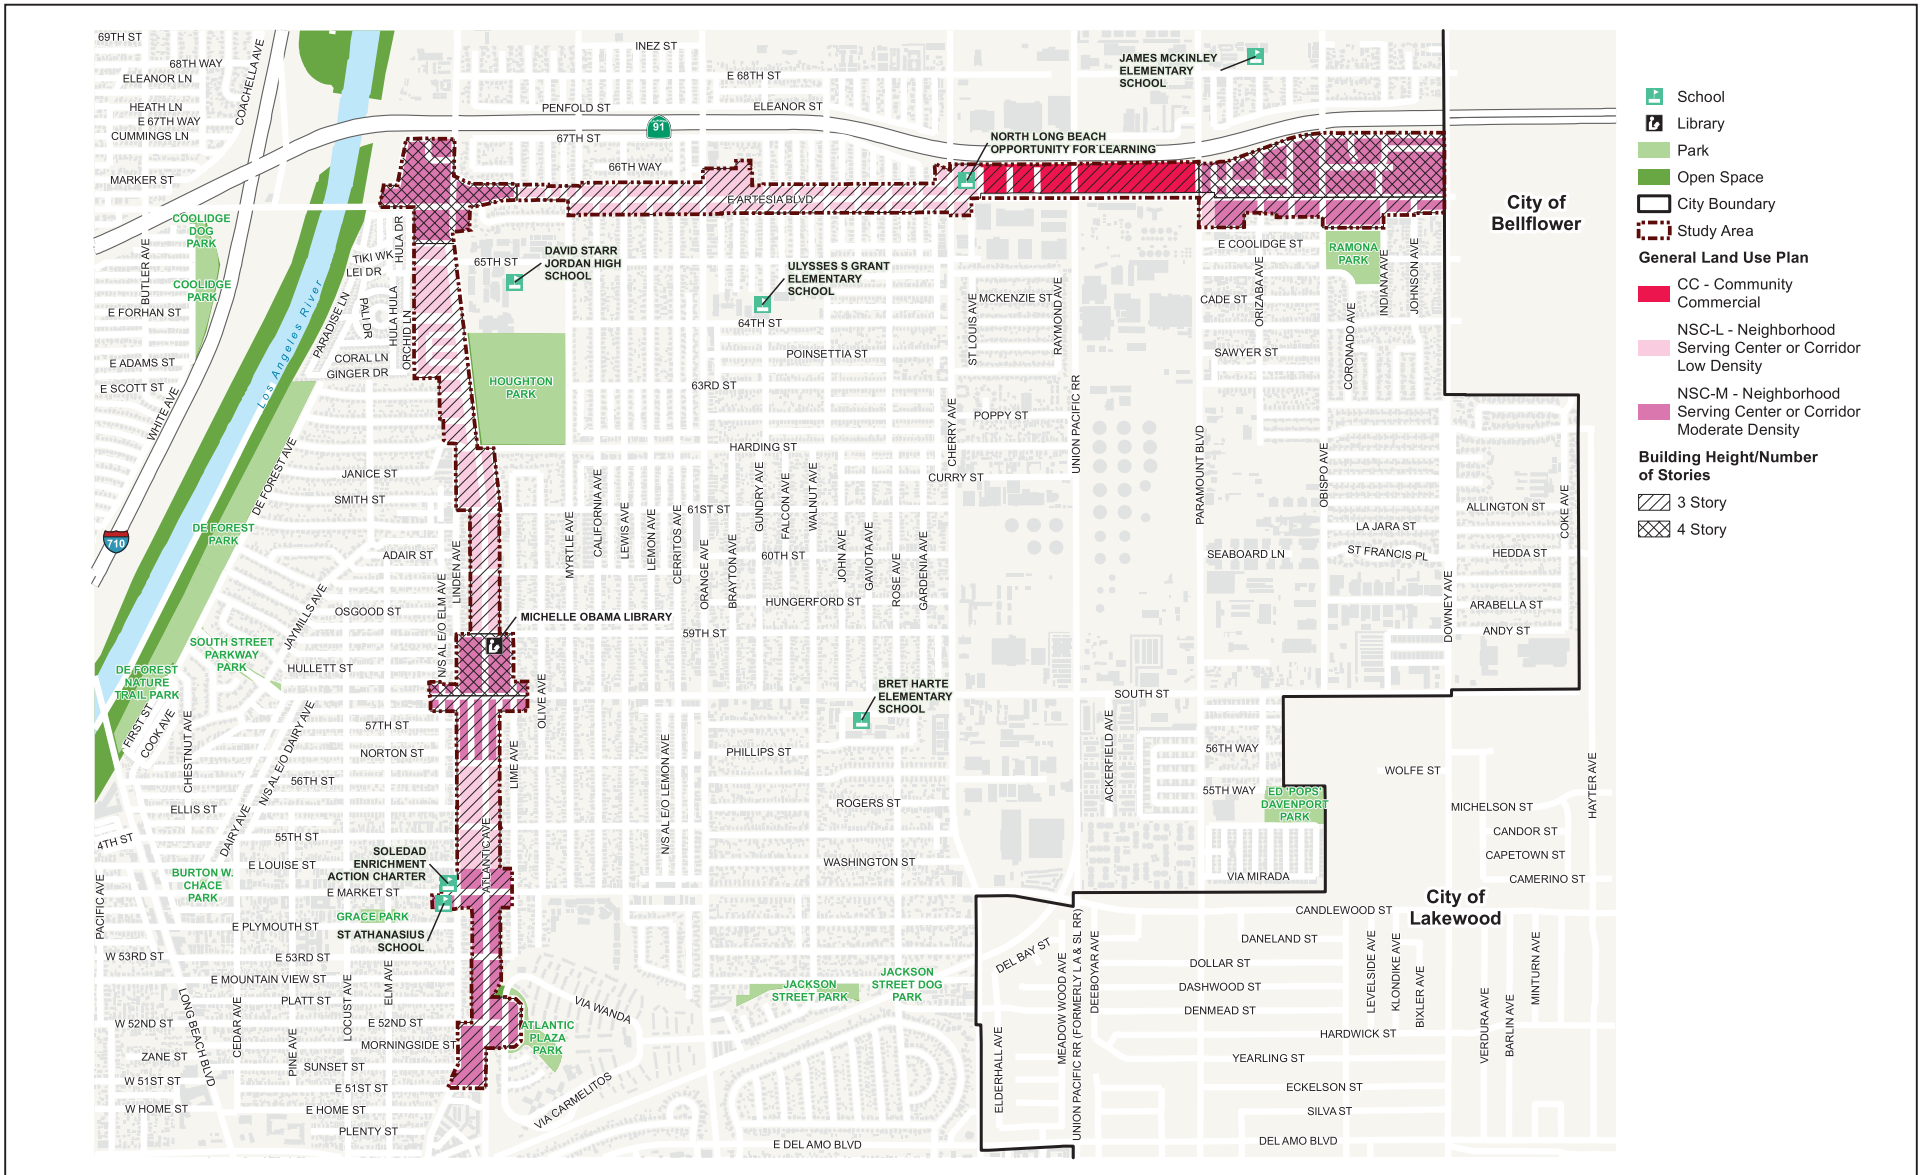 69TH ST
68TH WAY
ELEANOR LN
COACHELLA AVE
HEATH LN
E 67TH WAY
CUMMINGS LN
MARKER ST
INEZ ST
E 68TH ST
PENFOLD ST
ELEANOR ST
67TH ST
91
66TH WAY
E ARTESIA BLVD
JAMES MCKINLEY
ELEMENTARY
SCHOOL
NORTH LONG BEACH
OPPORTUNITY FOR LEARNING
City of
Bellflower
COOLIDGE
DOG
PARK
COOLIDGE
PARK
BUTLER AVE
E FORHAN ST
E ADAMS ST
E SCOTT ST
WHITE AVE
Los Angeles River
TIKI WK
LEI DR
HULA DR
PALI DR
HULA HULA
ORCHID LN
PARADISE LN
CORAL LN
GINGER DR
65TH ST
DAVID STARR
JORDAN HIGH
SCHOOL
ULYSSES S GRANT
ELEMENTARY
SCHOOL
64TH ST
POINSETTIA ST
HOUGHTON
PARK
63RD ST
HARDING ST
MCKENZIE ST
ST LOUIS AVE
RAYMOND AVE
CHERRY AVE
POPPY ST
CURRY ST
UNION PACIFIC RR
E COOLIDGE ST
RAMONA
PARK
CADE ST
ORIZABA AVE
SAWYER ST
CORONADO AVE
INDIANA AVE
JOHNSON AVE
PARAMOUNT BLVD
OBISPO AVE
DE FOREST AVE
JANICE ST
SMITH ST
DE FOREST
PARK
710
ADAIR ST
LINDEN AVE
N/S AL E/O ELM AVE
JAYMILLS AVE
OSGOOD ST
HULLETT ST
SOUTH STREET
PARKWAY
PARK
DE FOREST
NATURE
TRAIL PARK
MYRTLE AVE
CALIFORNIA AVE
LEWIS AVE
LEMON AVE
CERRITOS AVE
61ST ST
ORANGE AVE
BRAYTON AVE
GUNDRY AVE
FALCON AVE
WALNUT AVE
60TH ST
JOHN AVE
GAVIOTA AVE
ROSE AVE
GARDENIA AVE
HUNGERFORD ST
59TH ST
MICHELLE OBAMA LIBRARY
SEABOARD LN
LA JARA ST
ST FRANCIS PL
ALLINGTON ST
COKE AVE
HEDDA ST
ARABELLA ST
ANDY ST
DOWNEY AVE
SOUTH ST
BRET HARTE
ELEMENTARY
SCHOOL
OLIVE AVE
LIME AVE
FIRST ST
COOK AVE
CHESTNUT AVE
N/S AL E/O DAIRY AVE
57TH ST
NORTON ST
56TH ST
ELLIS ST
DAIRY AVE
55TH ST
4TH ST
E LOUISE ST
N/S AL E/O LEMON AVE
PHILLIPS ST
ROGERS ST
WASHINGTON ST
ACKERFIELD AVE
56TH WAY
55TH WAY
ED 'POPS'
DAVENPORT
PARK
VIA MIRADA
WOLFE ST
MICHELSON ST
CANDOR ST
CAPETOWN ST
CAMERINO ST
HAYTER AVE
City of
Lakewood
SOLEDAD
ENRICHMENT
ACTION CHARTER
ATLANTIC AVE
BURTON W.
CHACE
PARK
E MARKET ST
GRACE PARK
E PLYMOUTH ST
ST ATHANASIUS
SCHOOL
PACIFIC AVE
W 53RD ST
E 53RD ST
E MOUNTAIN VIEW ST
PLATT ST
LONG BEACH BLVD
CEDAR AVE
PINE AVE
LOCUST AVE
ELM AVE
W 52ND ST
E 52ND ST
MORNINGSIDE ST
ZANE ST
SUNSET ST
W 51ST ST
E 51ST ST
W HOME ST
E HOME ST
PLENTY ST
VIA WANDA
ATLANTIC
PLAZA
PARK
VIA CARMELITOS
JACKSON
STREET PARK
JACKSON
STREET DOG
PARK
E DEL AMO BLVD
DEL BAY ST
ELDERHALL AVE
MEADOW WOOD AVE
UNION PACIFIC RR (FORMERLY L A & SL RR)
DEEBOYAR AVE
CANDLEWOOD ST
DANELAND ST
DOLLAR ST
DASHWOOD ST
DENMEAD ST
LEVELSIDE AVE
KLONDIKE AVE
BIXLER AVE
MINTURN AVE
VERDURA AVE
BARLIN AVE
HARDWICK ST
YEARLING ST
ECKELSON ST
SILVA ST
DEL AMO BLVD
School
Library
Park
Open Space
City Boundary
Study Area
General Land Use Plan
CC - Community
Commercial
NSC-L - Neighborhood
Serving Center or Corridor
Low Density
NSC-M - Neighborhood
Serving Center or Corridor
Moderate Density
Building Height/Number
of Stories
3 Story
4 Story